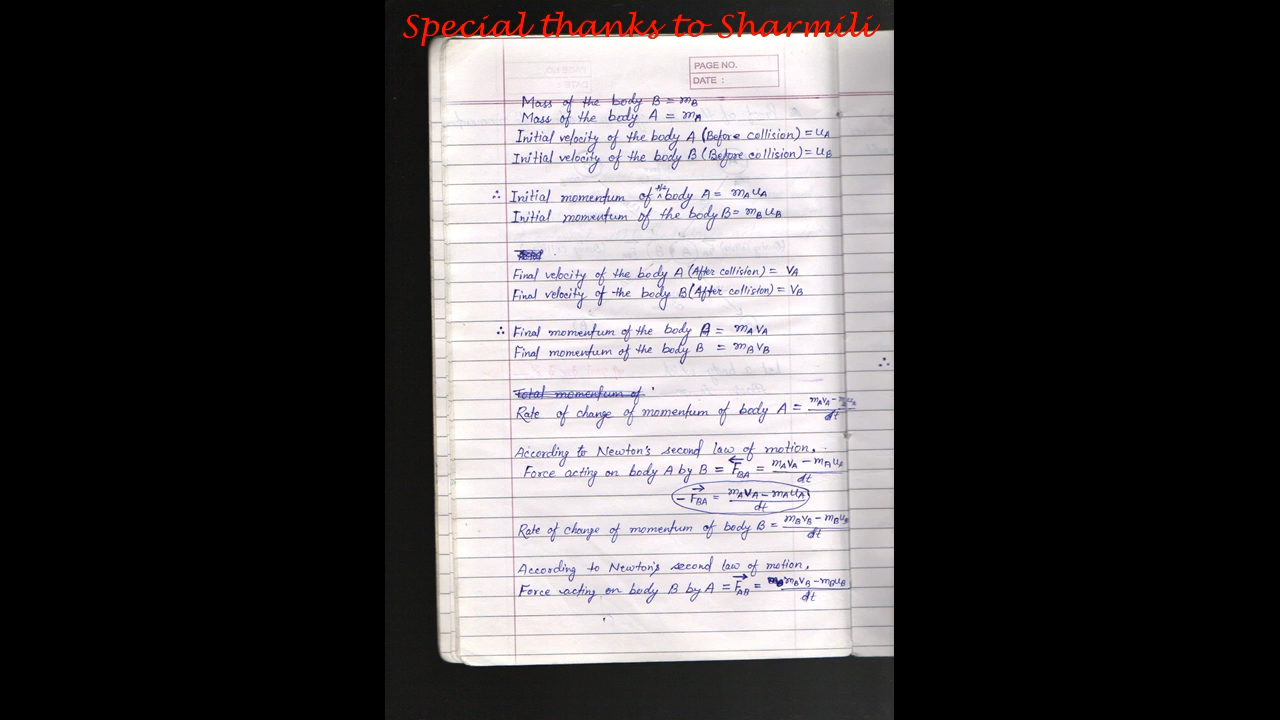 Special thanks to Sharmili
PAGE NO.
DATE :
Mass of the body B = mB
Mass of the body A = mA
Initial velocity of the body A (Before collision) = uA
Initial velocity of the body B (Before collision) = uB
∴ Initial momentum of the body A = mAuA
Initial momentum of the body B = mBuB
Final velocity of the body A (After collision) = vA
Final velocity of the body B (After collision) = vB
∴ Final momentum of the body A = mAvA
Final momentum of the body B = mBvB
Total momentum of
Rate of change of momentum of body A = mAvA - mAuA / dt
According to Newton's second law of motion,
Force acting on body A by B = ←FBA = mAvA - mAuA / dt
- →FBA = mAvA - mAuA / dt
Rate of change of momentum of body B = mBvB - mBuB / dt
According to Newton's second law of motion,
Force acting on body B by A = →FAB = mBvB - mBuB / dt
∴